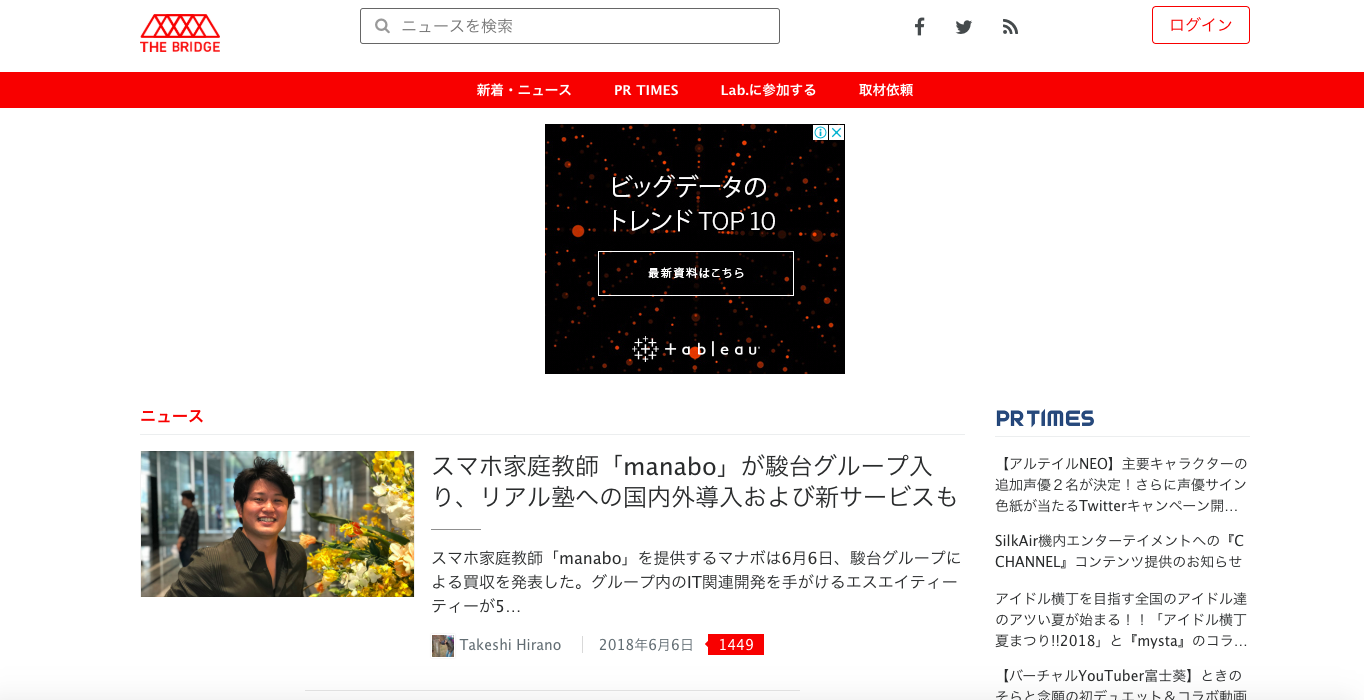 THE BRIDGE
ニュースを検索
ログイン
新着・ニュース PR TIMES Lab.に参加する 取材依頼
ビッグデータの
トレンド TOP 10
最新資料はこちら
+ableau
ニュース
スマホ家庭教師「manabo」が駿台グループ入
り、リアル塾への国内外導入および新サービスも
スマホ家庭教師「manabo」を提供するマナボは6月6日、駿台グループに
よる買収を発表した。グループ内のIT関連開発を手がけるエスエイティー
ティーが5...
Takeshi Hirano 2018年6月6日 1449
PR TIMES
【アルテイルNEO】主要キャラクターの
追加声優２名が決定！さらに声優サイン
色紙が当たるTwitterキャンペーン開...
SilkAir機内エンターテイメントへの『C
CHANNEL』コンテンツ提供のお知らせ
アイドル横丁を目指す全国のアイドル達
のアツい夏が始まる！！「アイドル横丁
夏まつり!!2018」と『mysta』のコラ...
【バーチャルYouTuber富士葵】ときの
そらと念願の初デュエット＆コラボ動画